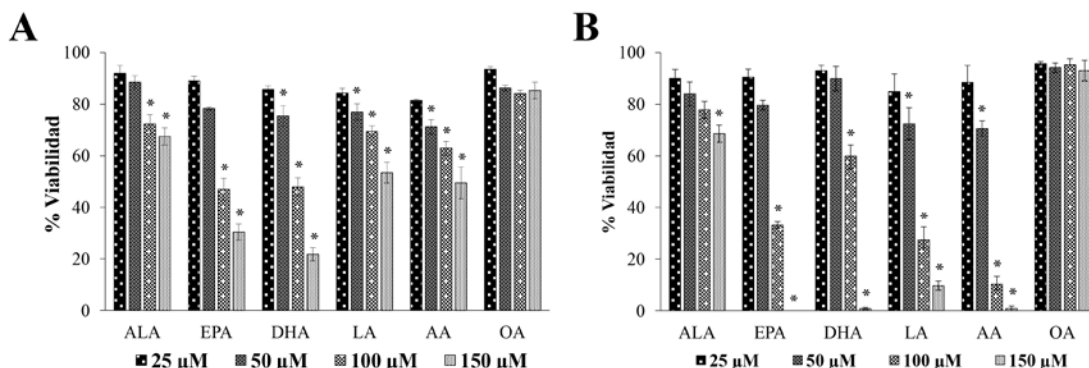 A
% Viabilidad
100
80
60
40
20
0
* * * * * * * * * * * *
ALA EPA DHA LA AA OA
25 µM 50 µM 100 µM 150 µM
B
% Viabilidad
100
80
60
40
20
0
* * * * * * * * * * *
ALA EPA DHA LA AA OA
25 µM 50 µM 100 µM 150 µM